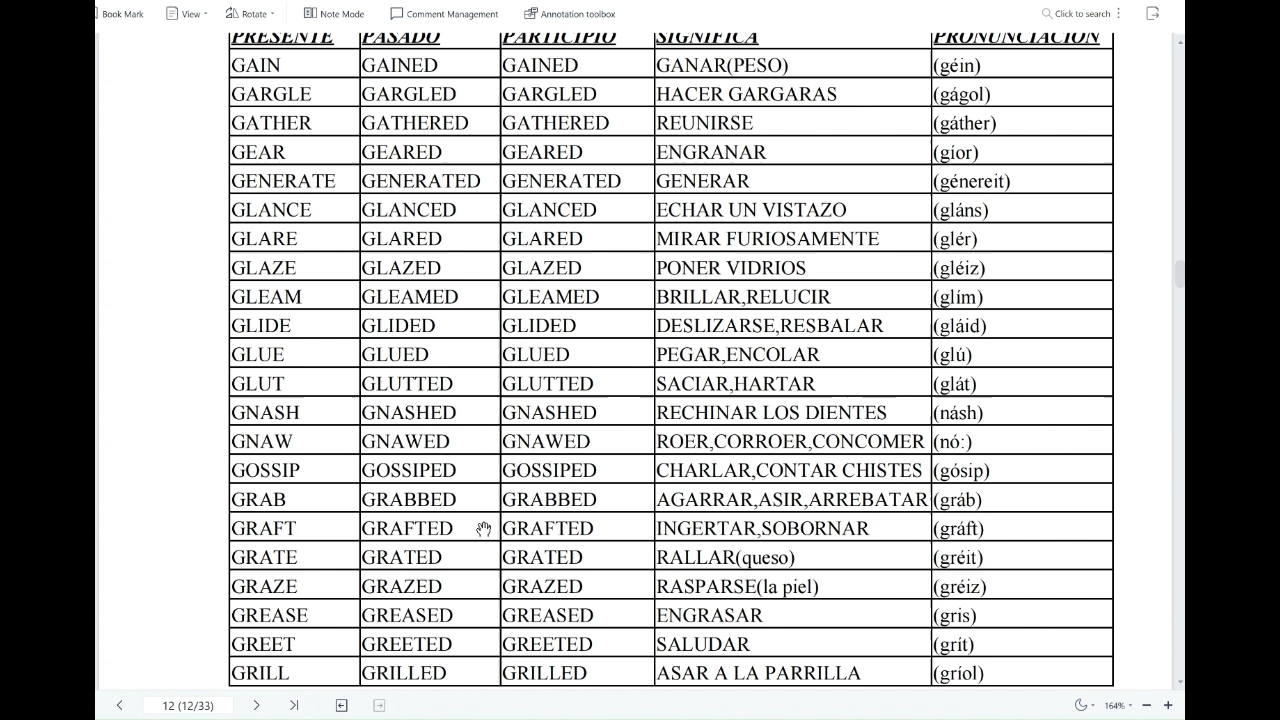 Book Mark View Rotate Note Mode Comment Management Annotation toolbox Click to search
PRESENTE PASADO PARTICIPIO SIGNIFICA PRONUNCIACION
GAIN GAINED GAINED GANAR(PESO) (géin)
GARGLE GARGLED GARGLED HACER GARGARAS (gágol)
GATHER GATHERED GATHERED REUNIRSE (gáther)
GEAR GEARED GEARED ENGRANAR (gíor)
GENERATE GENERATED GENERATED GENERAR (génereit)
GLANCE GLANCED GLANCED ECHAR UN VISTAZO (gláns)
GLARE GLARED GLARED MIRAR FURIOSAMENTE (glér)
GLAZE GLAZED GLAZED PONER VIDRIOS (gléiz)
GLEAM GLEAMED GLEAMED BRILLAR,RELUCIR (glím)
GLIDE GLIDED GLIDED DESLIZARSE,RESBALAR (gláid)
GLUE GLUED GLUED PEGAR,ENCOLAR (glú)
GLUT GLUTTED GLUTTED SACIAR,HARTAR (glát)
GNASH GNASHED GNASHED RECHINAR LOS DIENTES (násh)
GNAW GNAWED GNAWED ROER,CORROER,CONCOMER (nó:)
GOSSIP GOSSIPED GOSSIPED CHARLAR,CONTAR CHISTES (gósip)
GRAB GRABBED GRABBED AGARRAR,ASIR,ARREBATAR (gráb)
GRAFT GRAFTED GRAFTED INGERTAR,SOBORNAR (gráft)
GRATE GRATED GRATED RALLAR(queso) (gréit)
GRAZE GRAZED GRAZED RASPARSE(la piel) (gréiz)
GREASE GREASED GREASED ENGRASAR (gris)
GREET GREETED GREETED SALUDAR (grít)
GRILL GRILLED GRILLED ASAR A LA PARRILLA (gríol)
12 (12/33) 164%